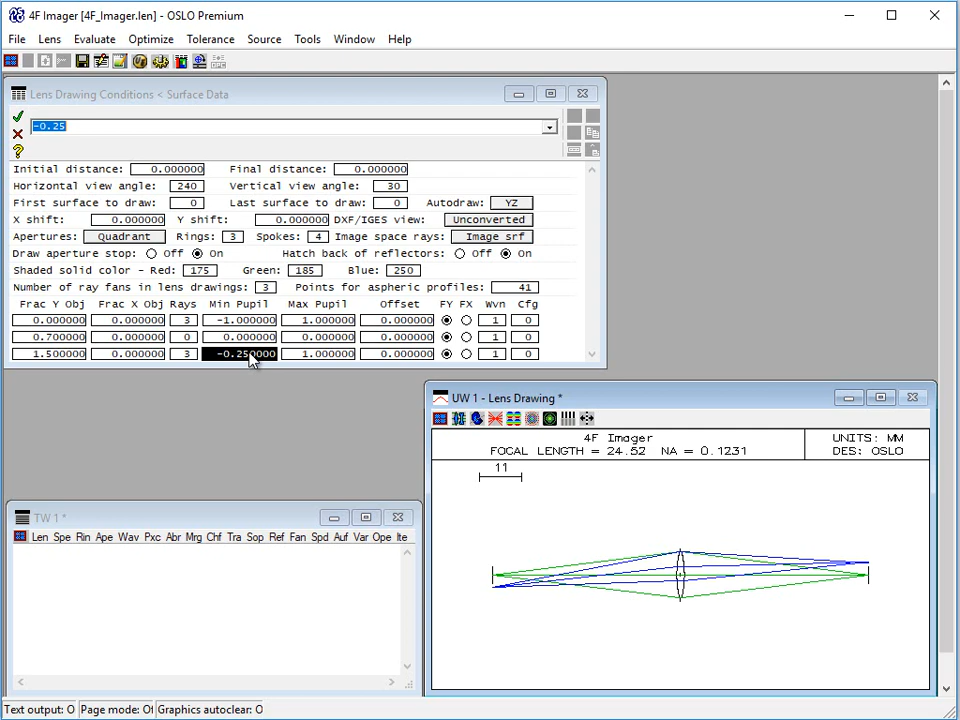 4F Imager [4F_Imager.len] - OSLO Premium
File Lens Evaluate Optimize Tolerance Source Tools Window Help
Lens Drawing Conditions < Surface Data
-0.25
Initial distance: 0.000000 Final distance: 0.000000
Horizontal view angle: 240 Vertical view angle: 30
First surface to draw: 0 Last surface to draw: 0 Autodraw: YZ
X shift: 0.000000 Y shift: 0.000000 DXF/IGES view: Unconverted
Apertures: Quadrant Rings: 3 Spokes: 4 Image space rays: Image srf
Draw aperture stop: Off On Hatch back of reflectors: Off On
Shaded solid color - Red: 175 Green: 185 Blue: 250
Number of ray fans in lens drawings: 3 Points for aspheric profiles: 41
Frac Y Obj Frac X Obj Rays Min Pupil Max Pupil Offset FY FX Wvn Cfg
0.000000 0.000000 3 -1.000000 1.000000 0.000000 1 0
0.700000 0.000000 0 0.000000 0.000000 0.000000 1 0
1.500000 0.000000 3 -0.250000 1.000000 0.000000 1 0
UW 1 - Lens Drawing *
4F Imager
FOCAL LENGTH = 24.52 NA = 0.1231
UNITS: MM
DES: OSLO
11
TW 1 *
Len Spe Rin Ape Wav Pxc Abr Mrg Chf Tra Sop Ref Fan Spd Auf Var Ope Ite
Text output: O Page mode: Of Graphics autoclear: O